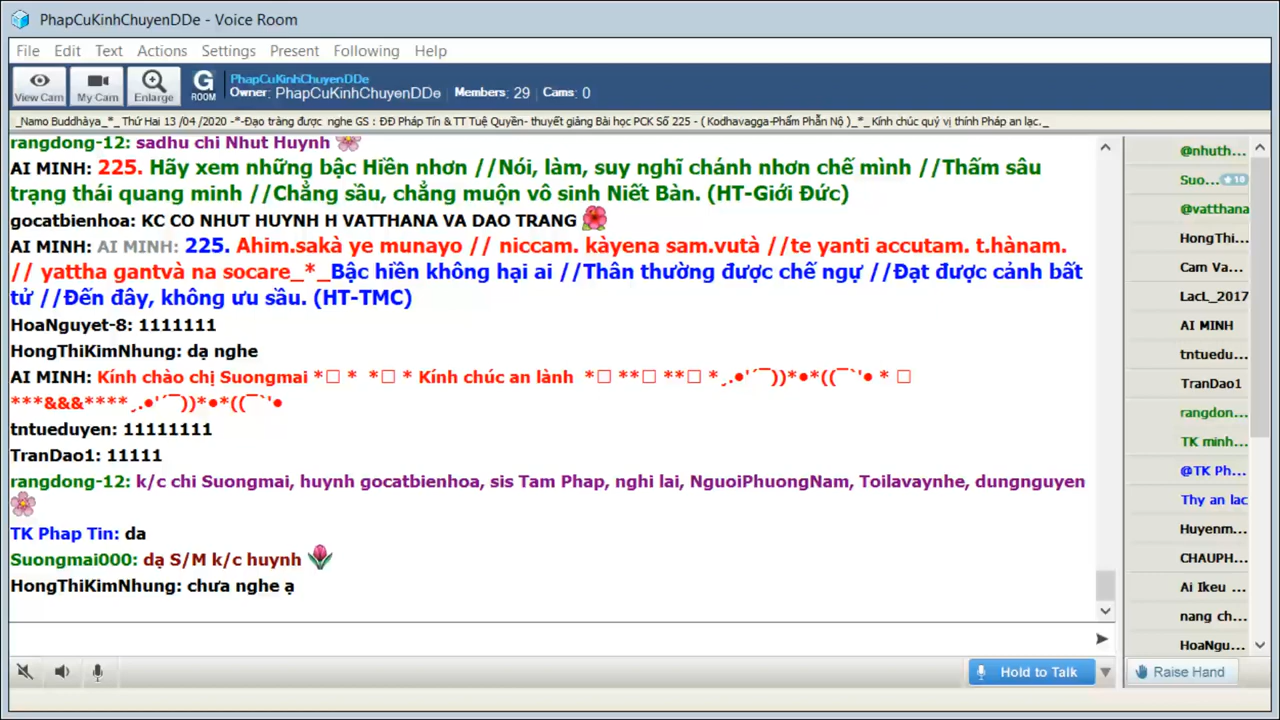 PhapCuKinhChuyenDDe - Voice Room
File Edit Text Actions Settings Present Following Help
View Cam
My Cam
Enlarge
G
ROOM
PhapCuKinhChuyenDDe
Owner: PhapCuKinhChuyenDDe Members: 29 Cams: 0
_Namo Buddhàya_*_ Thứ Hai 13 /04 /2020 -*-Đạo tràng được nghe GS : ĐĐ Pháp Tín & TT Tuệ Quyền- thuyết giảng Bài học PCK Số 225 - ( Kodhavagga-Phẩm Phẫn Nộ )_*_ Kính chúc quý vị thính Pháp an lạc._
rangdong-12: sadhu chi Nhut Huynh
AI MINH: 225. Hãy xem những bậc Hiền nhơn //Nói, làm, suy nghĩ chánh nhơn chế mình //Thấm sâu
trạng thái quang minh //Chẳng sầu, chẳng muộn vô sinh Niết Bàn. (HT-Giới Đức)
gocatbienhoa: KC CO NHUT HUYNH H VATTHANA VA DAO TRANG
AI MINH: AI MINH: 225. Ahim.sakà ye munayo // niccam. kàyena sam.vutà //te yanti accutam. t.hànam.
// yattha gantvà na socare_*_Bậc hiền không hại ai //Thân thường được chế ngự //Đạt được cảnh bất
tử //Đến đây, không ưu sầu. (HT-TMC)
HoaNguyet-8: 1111111
HongThiKimNhung: dạ nghe
AI MINH: Kính chào chị Suongmai *□ * *□ * Kính chúc an lành *□ **□ **□ *¸.•'´¯))*•*((¯`'• * □
***&&&****¸.•'´¯))*•*((¯`'•
tntueduyen: 11111111
TranDao1: 11111
rangdong-12: k/c chi Suongmai, huynh gocatbienhoa, sis Tam Phap, nghi lai, NguoiPhuongNam, Toilavaynhe, dungnguyen
TK Phap Tin: da
Suongmai000: dạ S/M k/c huynh
HongThiKimNhung: chưa nghe ạ
Hold to Talk
@nhuth...
Suo... ★10
@vatthana
HongThi...
Cam Va...
LacL_2017
AI MINH
tntuedu...
TranDao1
rangdon...
TK minh...
@TK Ph...
Thy an lac
Huyenm...
CHAUPH...
Ai Ikeu ...
nang ch...
HoaNgu...
Raise Hand